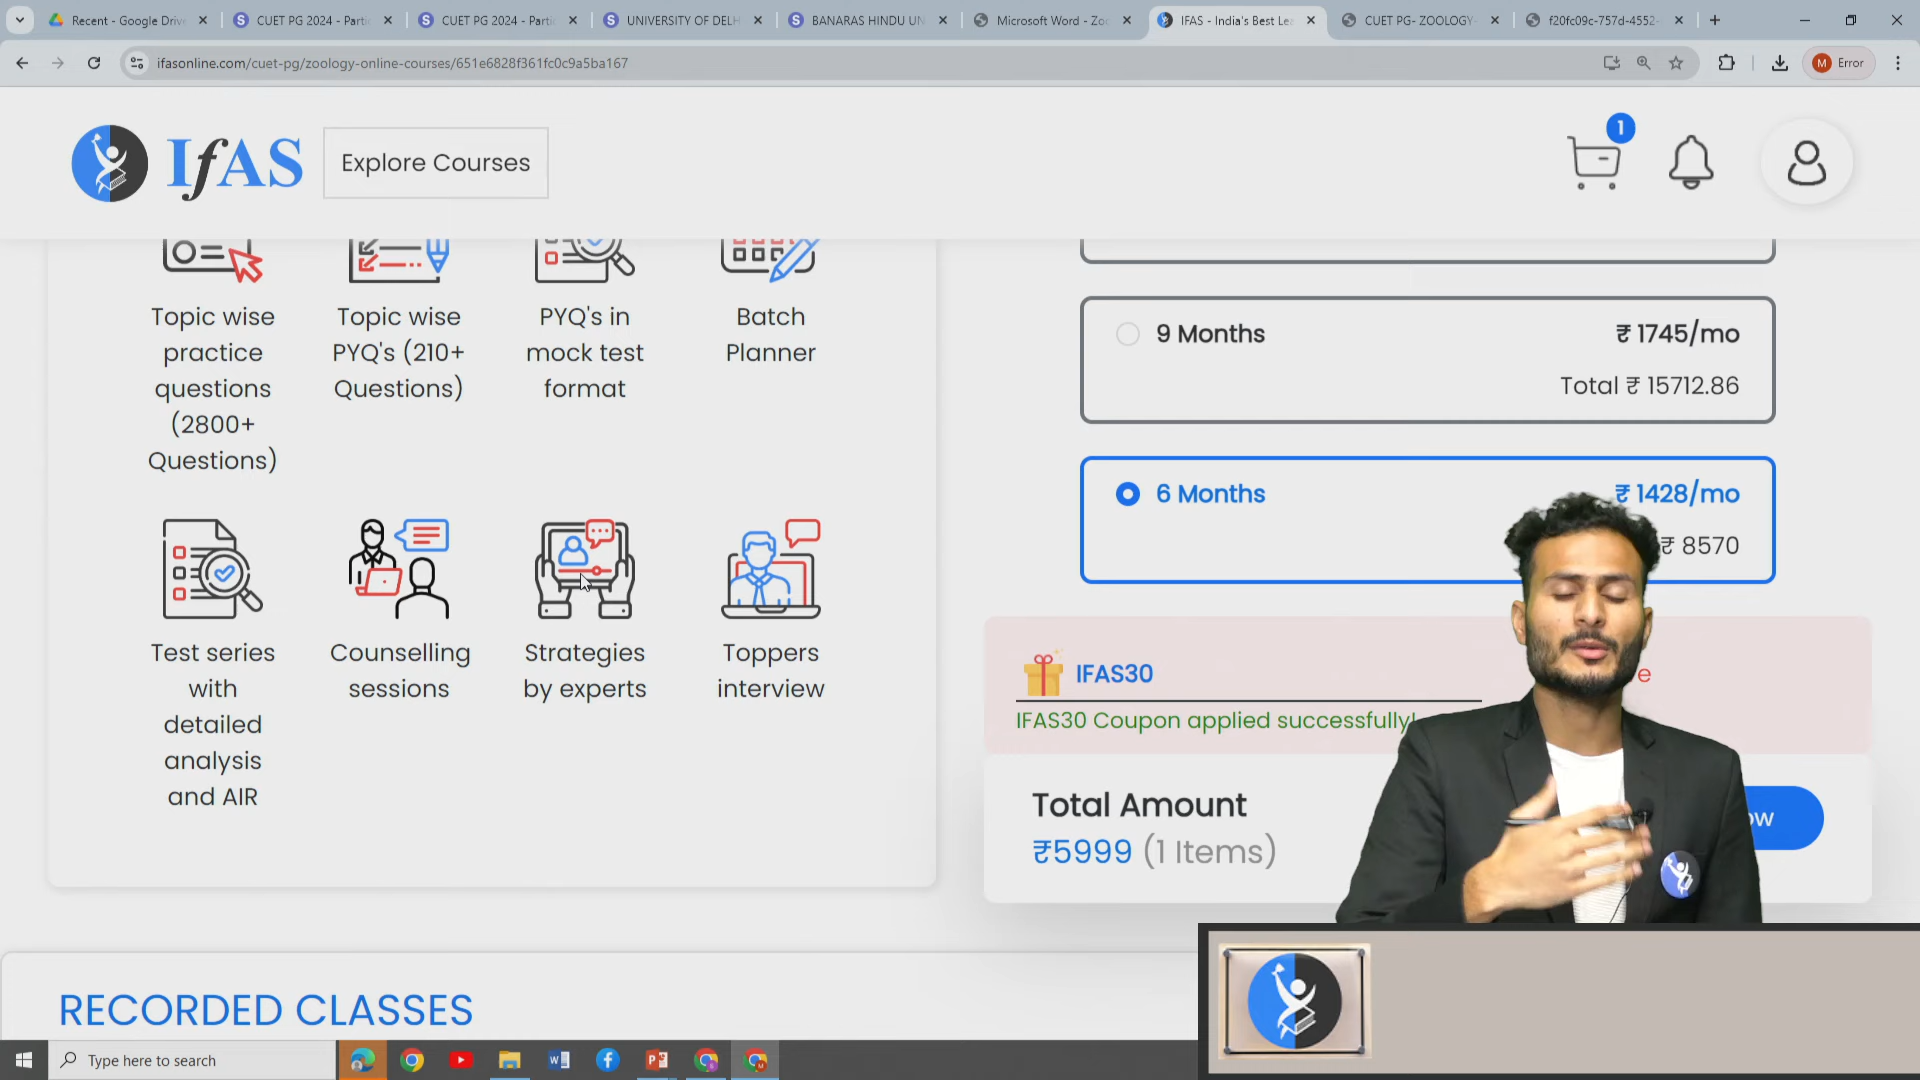 Recent - Google Drive
CUET PG 2024 - Parti
CUET PG 2024 - Parti
UNIVERSITY OF DELH
BANARAS HINDU UN
Microsoft Word - Zoo
IFAS - India's Best Le
CUET PG- ZOOLOGY-
f20fc09c-757d-4552-
ifasonline.com/cuet-pg/zoology-online-courses/651e6828f361fc0c9a5ba167
M Error
IfAS
Explore Courses
1
Topic wise
practice
questions
(2800+
Questions)
Topic wise
PYQ's (210+
Questions)
PYQ's in
mock test
format
Batch
Planner
Test series
with
detailed
analysis
and AIR
Counselling
sessions
Strategies
by experts
Toppers
interview
9 Months ₹ 1745/mo
Total ₹ 15712.86
6 Months ₹ 1428/mo
₹ 8570
IFAS30
e
IFAS30 Coupon applied successfully!
Total Amount
₹5999 (1 Items)
ow
RECORDED CLASSES
Type here to search